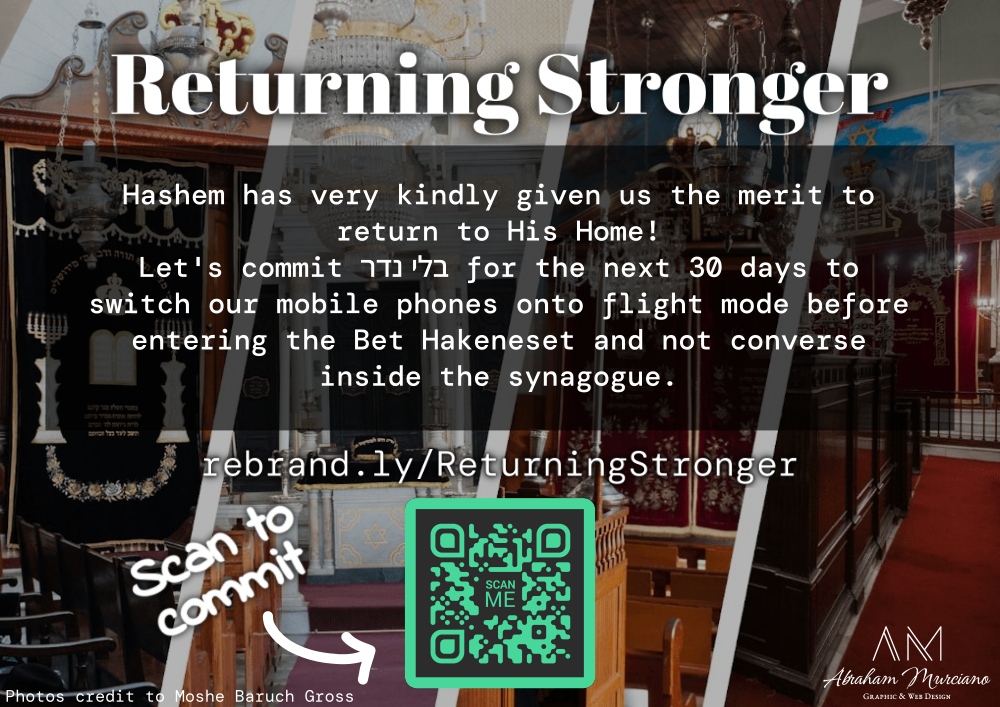 Returning Stronger
Hashem has very kindly given us the merit to
return to His Home!
Let's commit בלי נדר for the next 30 days to
switch our mobile phones onto flight mode before
entering the Bet Hakeneset and not converse
inside the synagogue.
rebrand.ly/ReturningStronger
Scan to
commit
SCAN
ME
Photos credit to Moshe Baruch Gross
AM
Abraham Murciano
GRAPHIC & WEB DESIGN